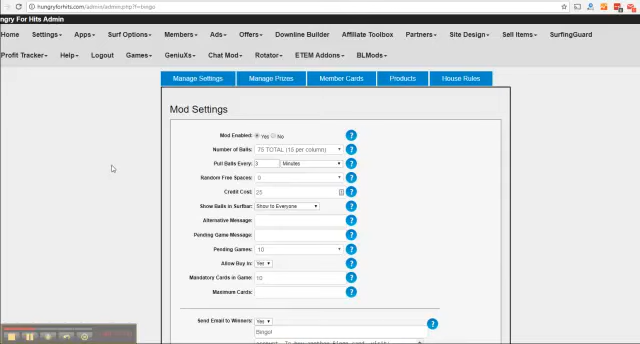 hungryforhits.com/admin/admin.php?f=bingo
ngry For Hits Admin
Home Settings Apps Surf Options Members Ads Offers Downline Builder Affiliate Toolbox Partners Site Design Sell Items SurfingGuard
Profit Tracker Help Logout Games GeniuXs Chat Mod Rotator ETEM Addons BLMods
Manage Settings Manage Prizes Member Cards Products House Rules
Mod Settings
Mod Enabled: Yes No ?
Number of Balls: 75 TOTAL (15 per column) ?
Pull Balls Every: 3 Minutes ?
Random Free Spaces: 0 ?
Credit Cost: 25 ?
Show Balls in Surfbar: Show to Everyone ?
Alternative Message: ?
Pending Game Message: ?
Pending Games: 10 ?
Allow Buy In: Yes ?
Mandatory Cards in Game: 10 ?
Maximum Cards: ?
Send Email to Winners: Yes ?
Bingo!